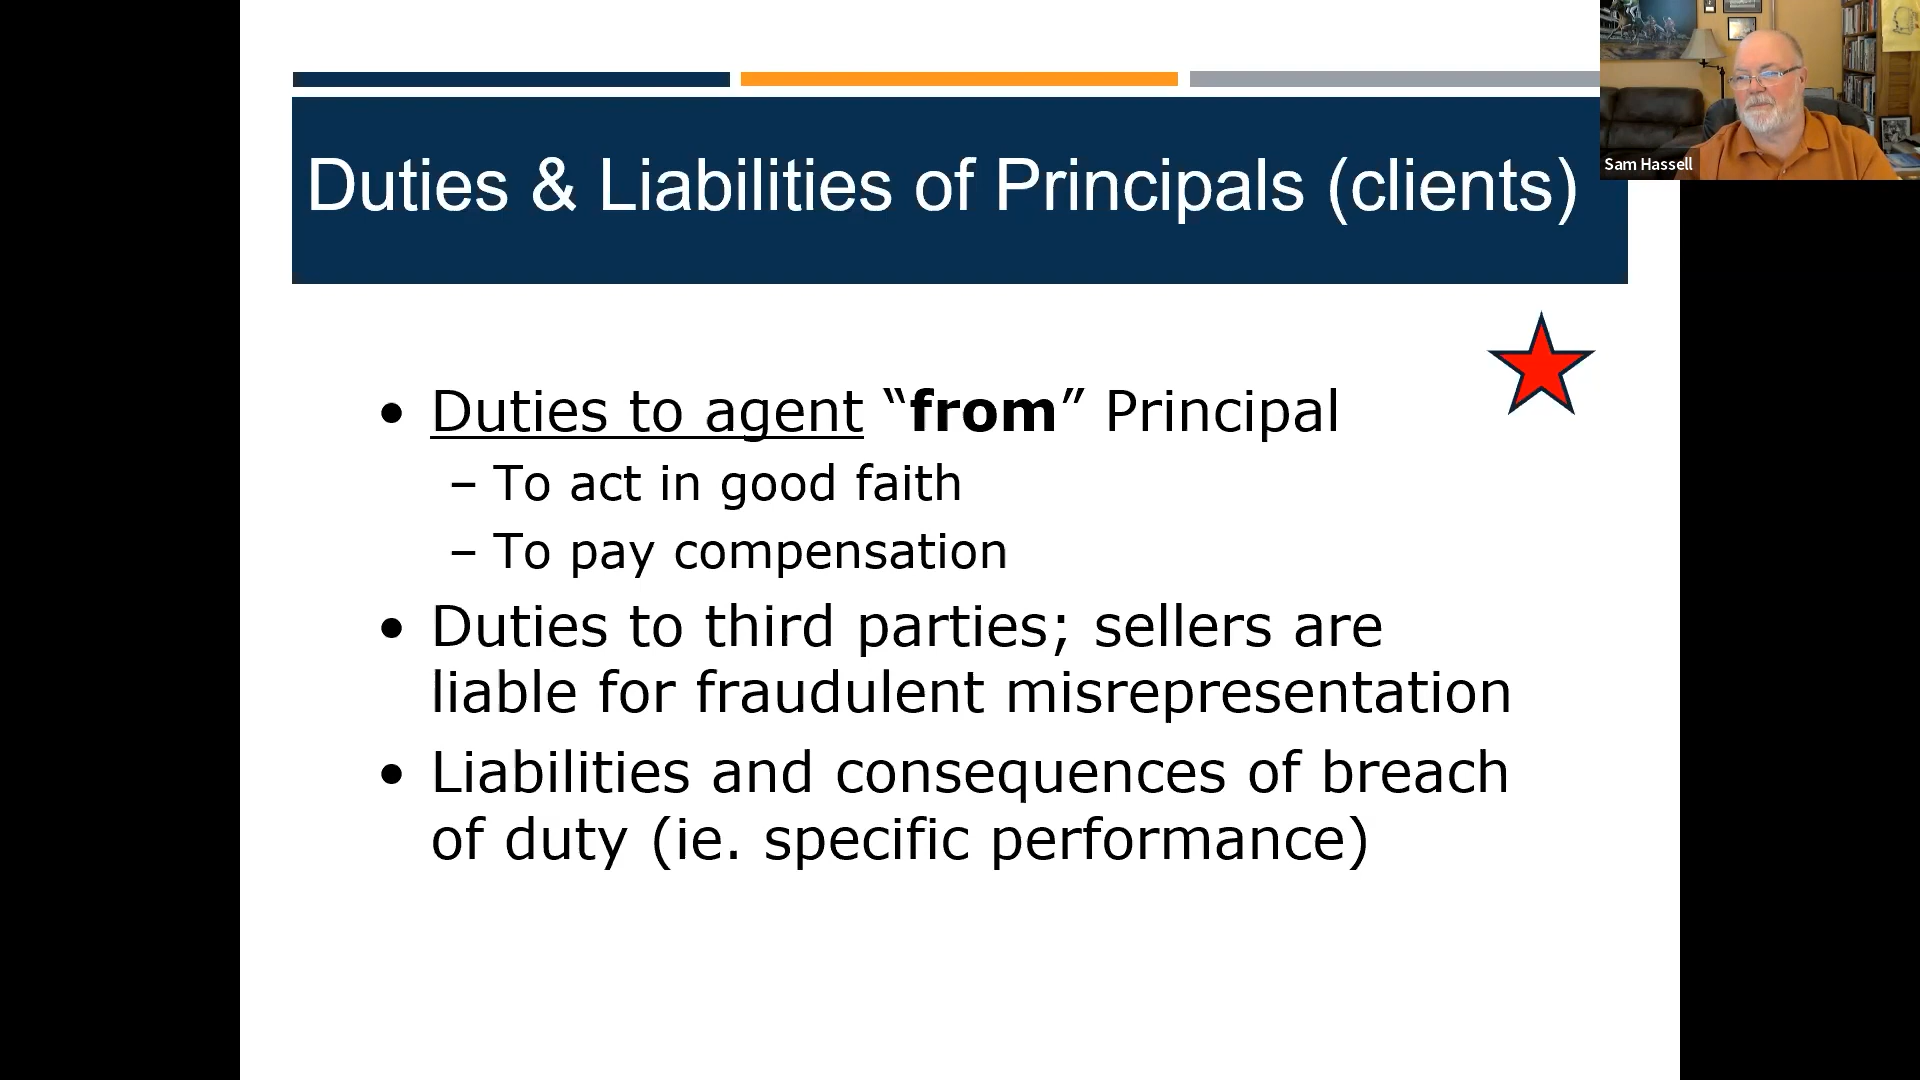 Duties & Liabilities of Principals (clients)
Sam Hassell
• Duties to agent “from” Principal
– To act in good faith
– To pay compensation
• Duties to third parties; sellers are
liable for fraudulent misrepresentation
• Liabilities and consequences of breach
of duty (ie. specific performance)